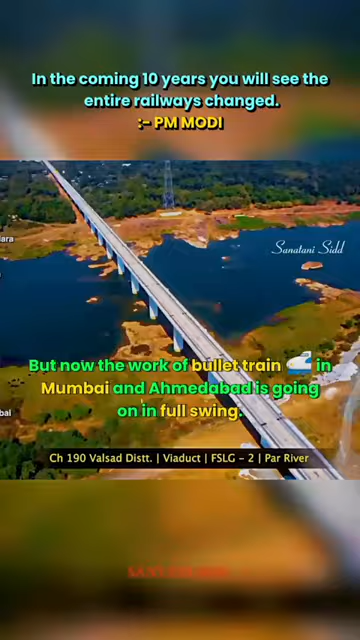 In the coming 10 years you will see the
entire railways changed.
:- PM MODI
Sanatani Sidd
But now the work of bullet train 🚅 in
Mumbai and Ahmedabad is going
on in full swing.
Ch 190 Valsad Distt. | Viaduct | FSLG – 2 | Par River